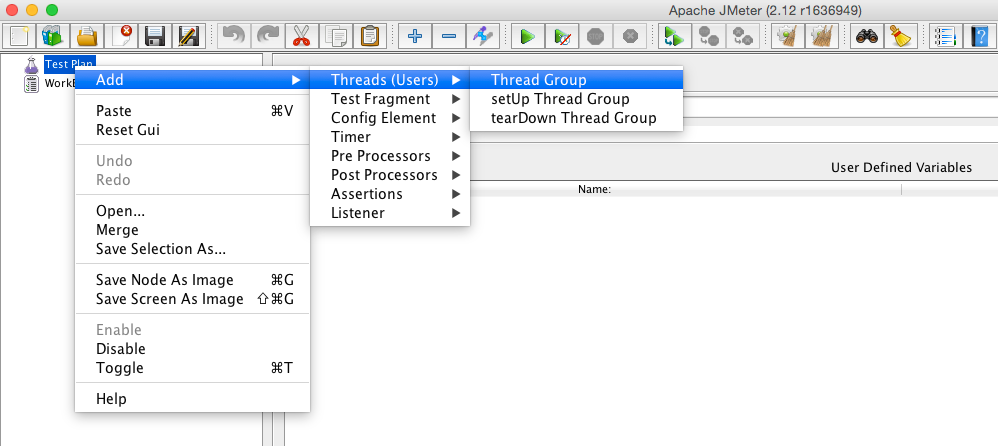 Apache JMeter (2.12 r1636949)
Test Plan
Add
Threads (Users)
Thread Group
Test Fragment
setUp Thread Group
Config Element
tearDown Thread Group
Paste ⌘V
Reset Gui
Timer
Pre Processors
Undo
Post Processors
User Defined Variables
Redo
Assertions
Name:
Open...
Listener
Merge
Save Selection As...
Save Node As Image ⌘G
Save Screen As Image ⇧⌘G
Enable
Disable
Toggle ⌘T
Help